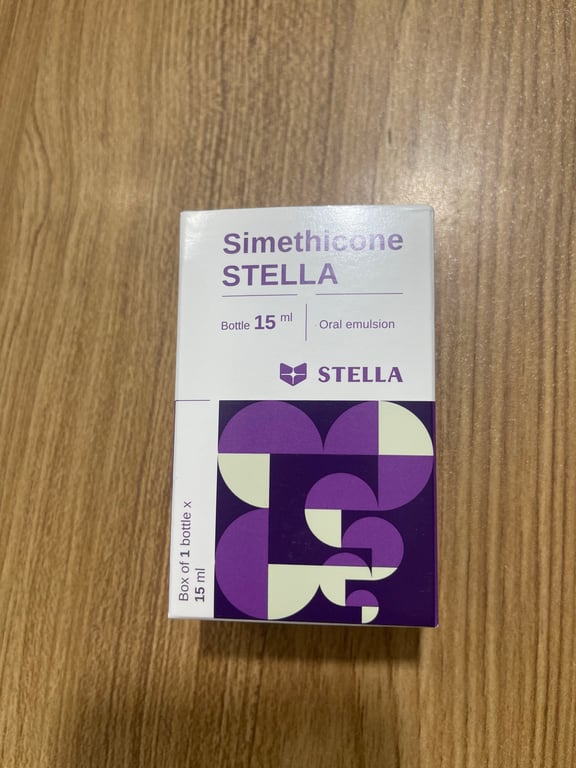 Simethicone
STELLA
Bottle 15 ml
Oral emulsion
STELLA
Box of 1 bottle x
15 ml